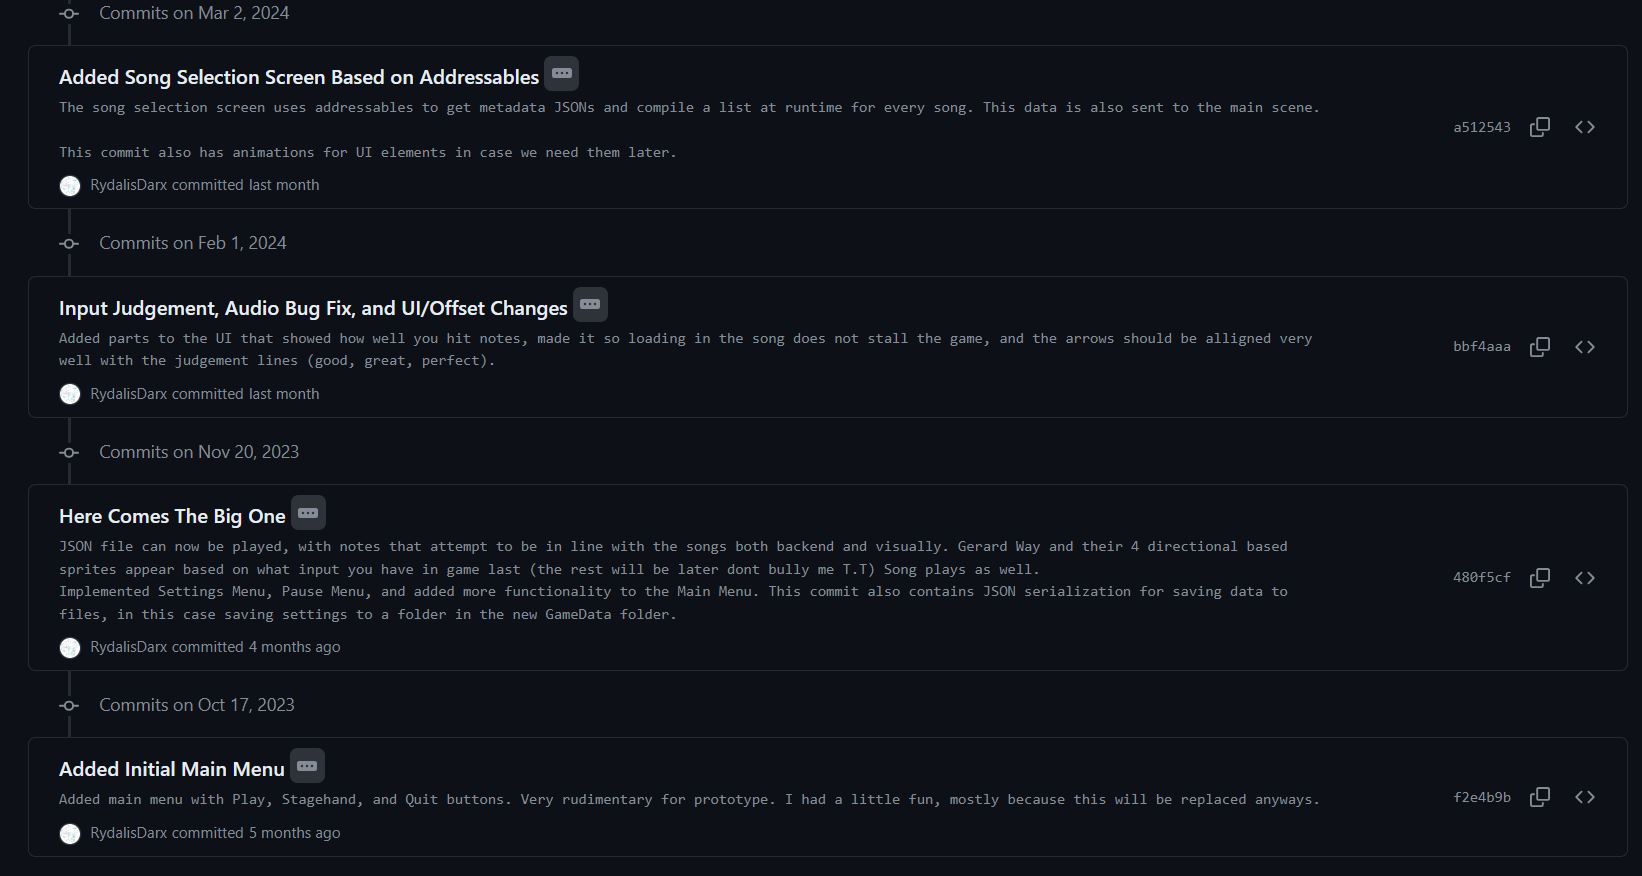 Commits on Mar 2, 2024
Added Song Selection Screen Based on Addressables
The song selection screen uses addressables to get metadata JSONs and compile a list at runtime for every song. This data is also sent to the main scene.
This commit also has animations for UI elements in case we need them later.
a512543
RydalisDarx committed last month
Commits on Feb 1, 2024
Input Judgement, Audio Bug Fix, and UI/Offset Changes
Added parts to the UI that showed how well you hit notes, made it so loading in the song does not stall the game, and the arrows should be alligned very
well with the judgement lines (good, great, perfect).
bbf4aaa
RydalisDarx committed last month
Commits on Nov 20, 2023
Here Comes The Big One
JSON file can now be played, with notes that attempt to be in line with the songs both backend and visually. Gerard Way and their 4 directional based
sprites appear based on what input you have in game last (the rest will be later dont bully me T.T) Song plays as well.
Implemented Settings Menu, Pause Menu, and added more functionality to the Main Menu. This commit also contains JSON serialization for saving data to
files, in this case saving settings to a folder in the new GameData folder.
480f5cf
RydalisDarx committed 4 months ago
Commits on Oct 17, 2023
Added Initial Main Menu
Added main menu with Play, Stagehand, and Quit buttons. Very rudimentary for prototype. I had a little fun, mostly because this will be replaced anyways.
f2e4b9b
RydalisDarx committed 5 months ago